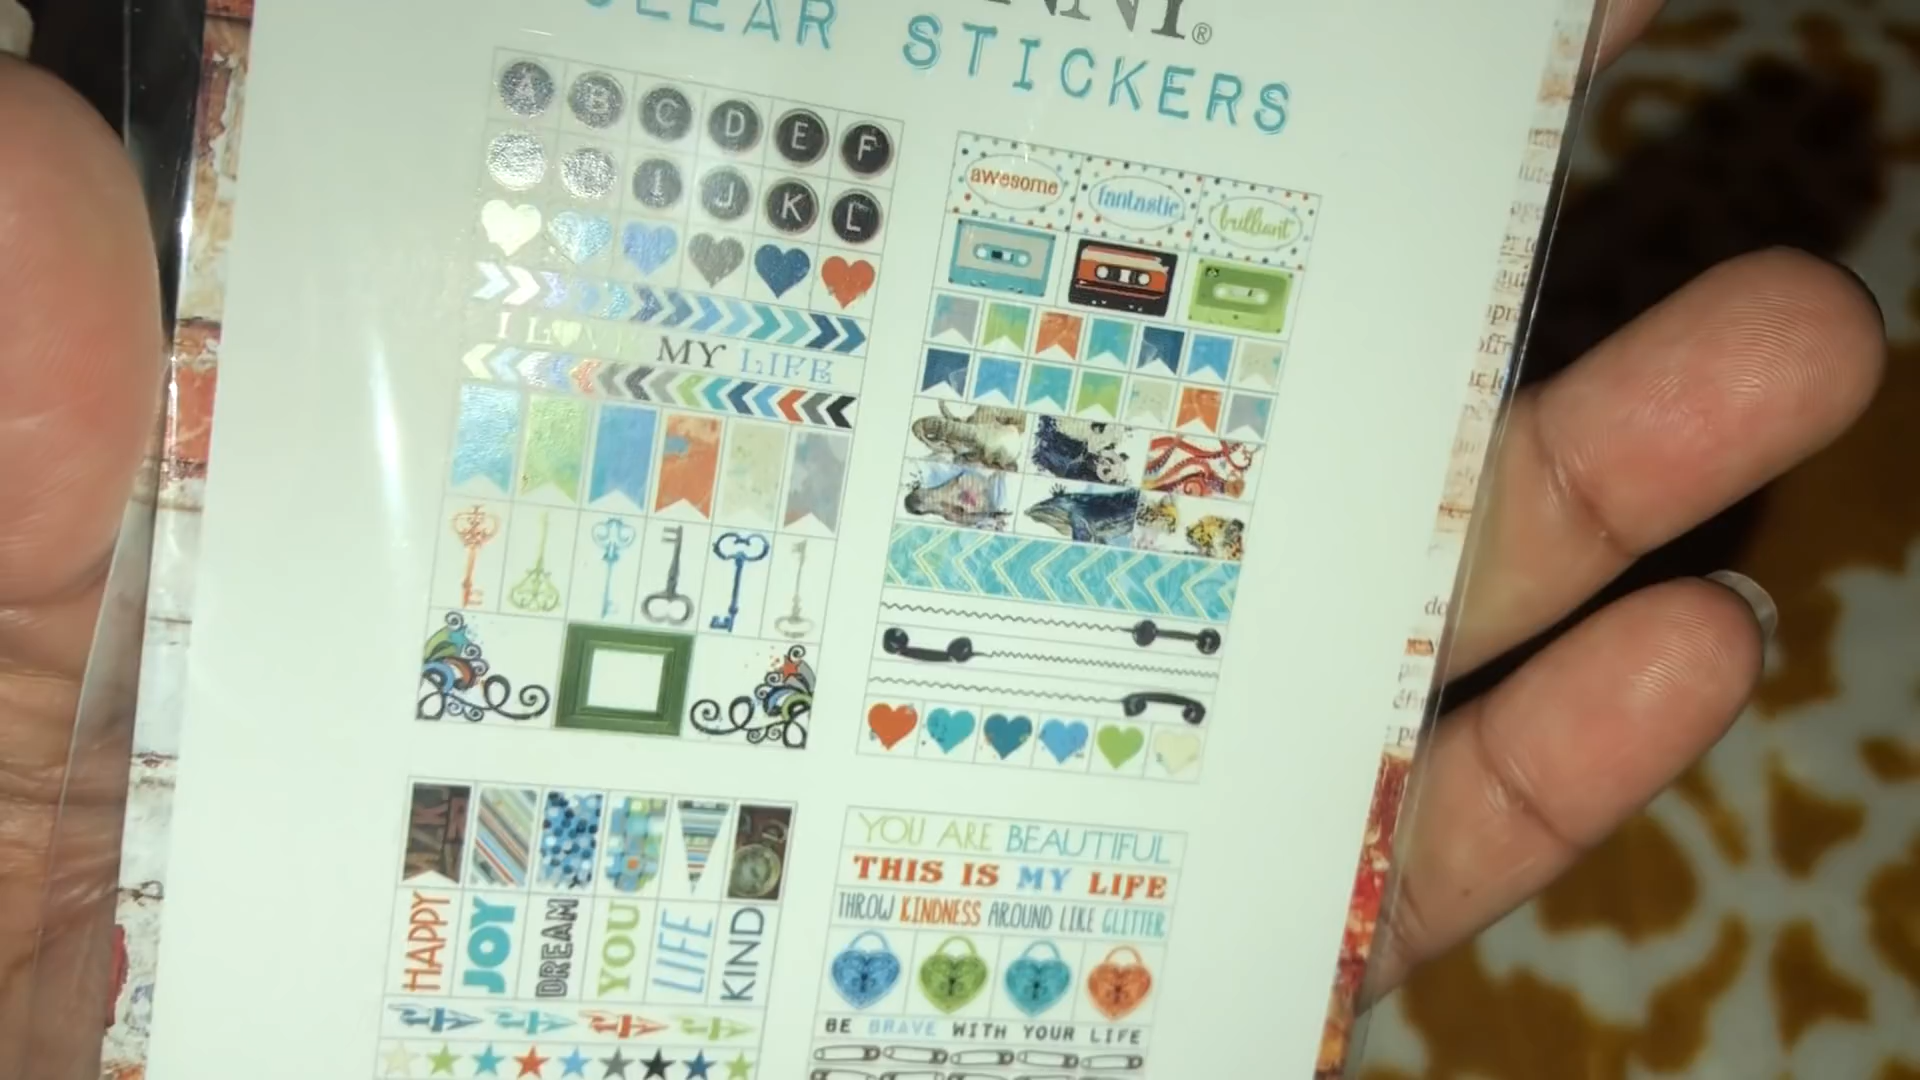 CLEAR STICKERS
A B C D E F
I J K L
I LOVE MY LIFE
awesome fantastic brilliant
HAPPY JOY DREAM YOU LIFE KIND
YOU ARE BEAUTIFUL
THIS IS MY LIFE
THROW KINDNESS AROUND LIKE GLITTER
BE BRAVE WITH YOUR LIFE